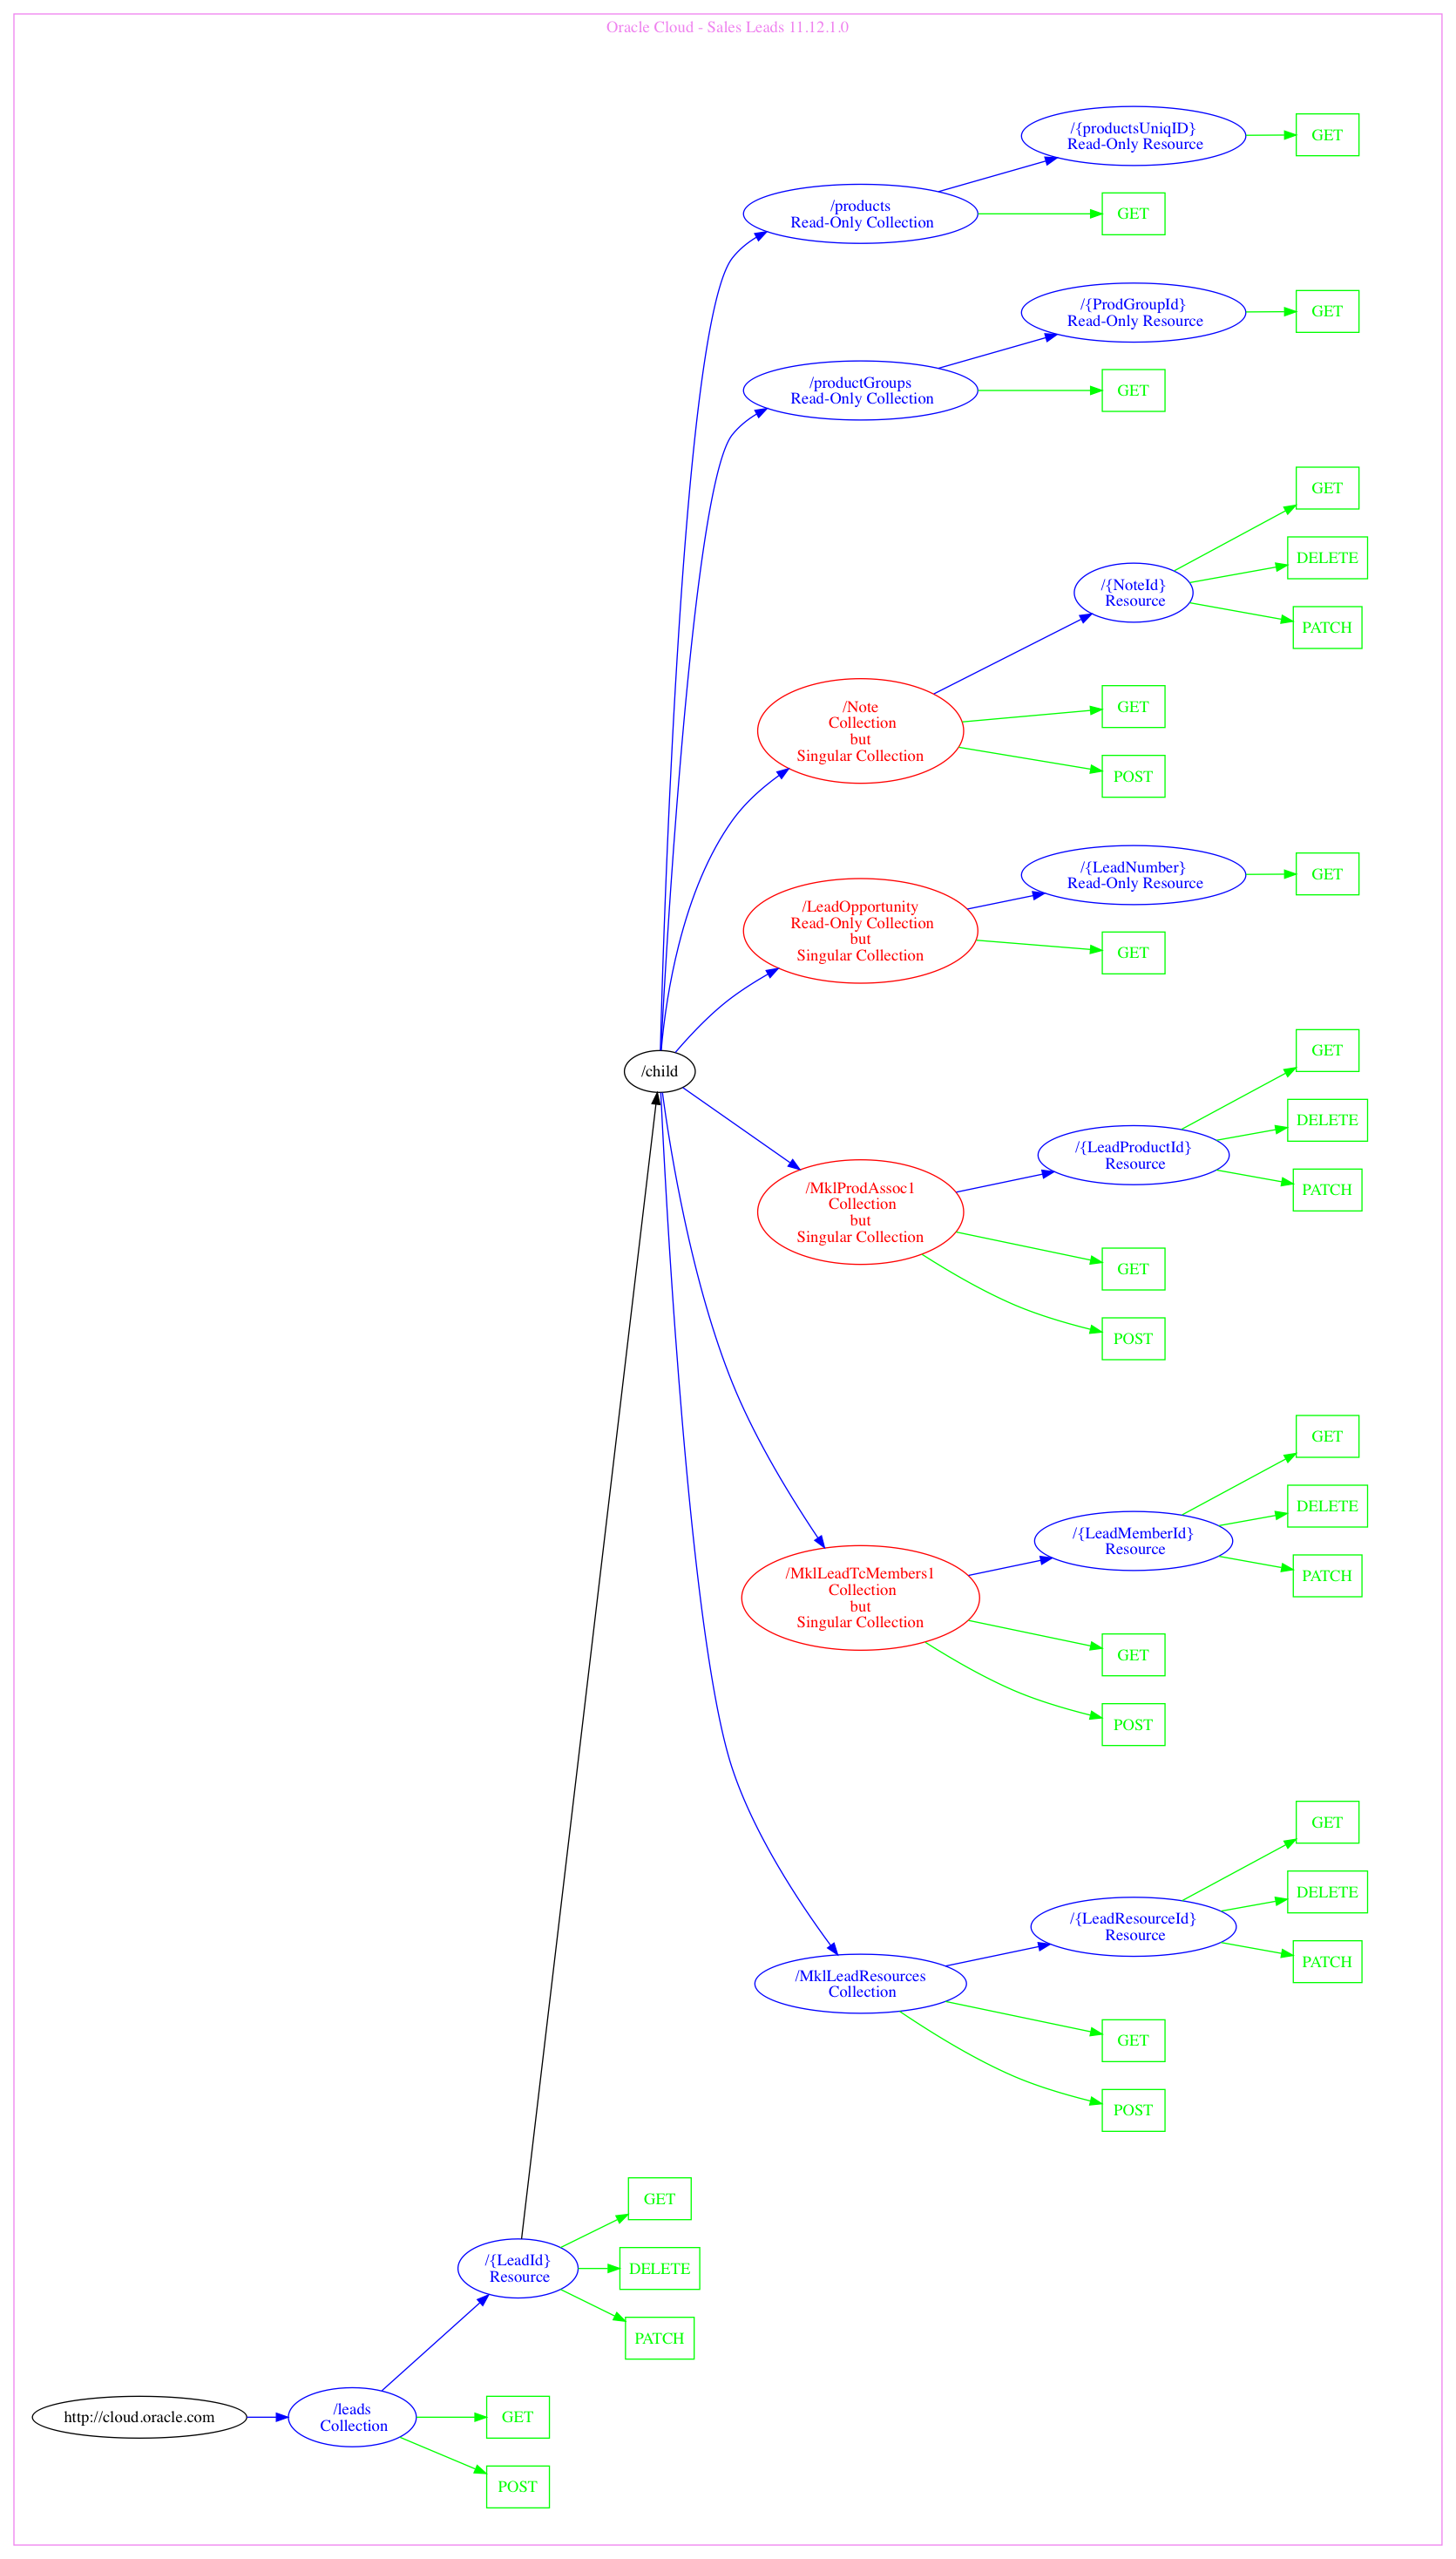 Oracle Cloud - Sales Leads 11.12.1.0
/{productsUniqID}
Read-Only Resource
GET
/products
Read-Only Collection
GET
/{ProdGroupId}
Read-Only Resource
GET
/productGroups
Read-Only Collection
GET
GET
DELETE
/{NoteId}
Resource
PATCH
/Note
Collection
but
Singular Collection
GET
POST
/{LeadNumber}
Read-Only Resource
GET
/LeadOpportunity
Read-Only Collection
but
Singular Collection
GET
/child
GET
DELETE
/{LeadProductId}
Resource
PATCH
/MklProdAssoc1
Collection
but
Singular Collection
GET
POST
GET
DELETE
/{LeadMemberId}
Resource
PATCH
/MklLeadTcMembers1
Collection
but
Singular Collection
GET
POST
GET
DELETE
/{LeadResourceId}
Resource
PATCH
/MklLeadResources
Collection
GET
POST
GET
/{LeadId}
Resource
DELETE
PATCH
http://cloud.oracle.com
/leads
Collection
GET
POST